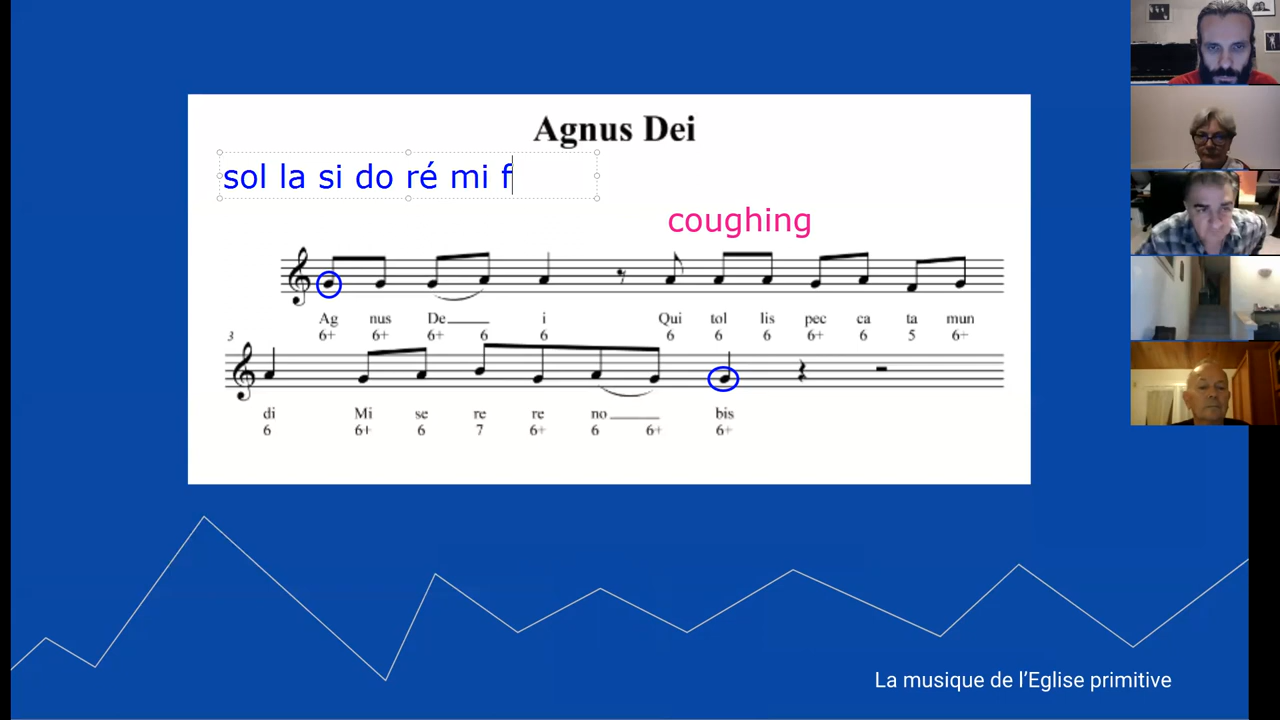 Agnus Dei
sol la si do ré mi f
coughing
Ag nus De____ i Qui tol lis pec ca ta mun
6+ 6+ 6+ 6 6 6 6 6 6+ 6 5 6+
3
di Mi se re re no____ bis
6 6+ 6 7 6+ 6 6+ 6+
La musique de l’Eglise primitive